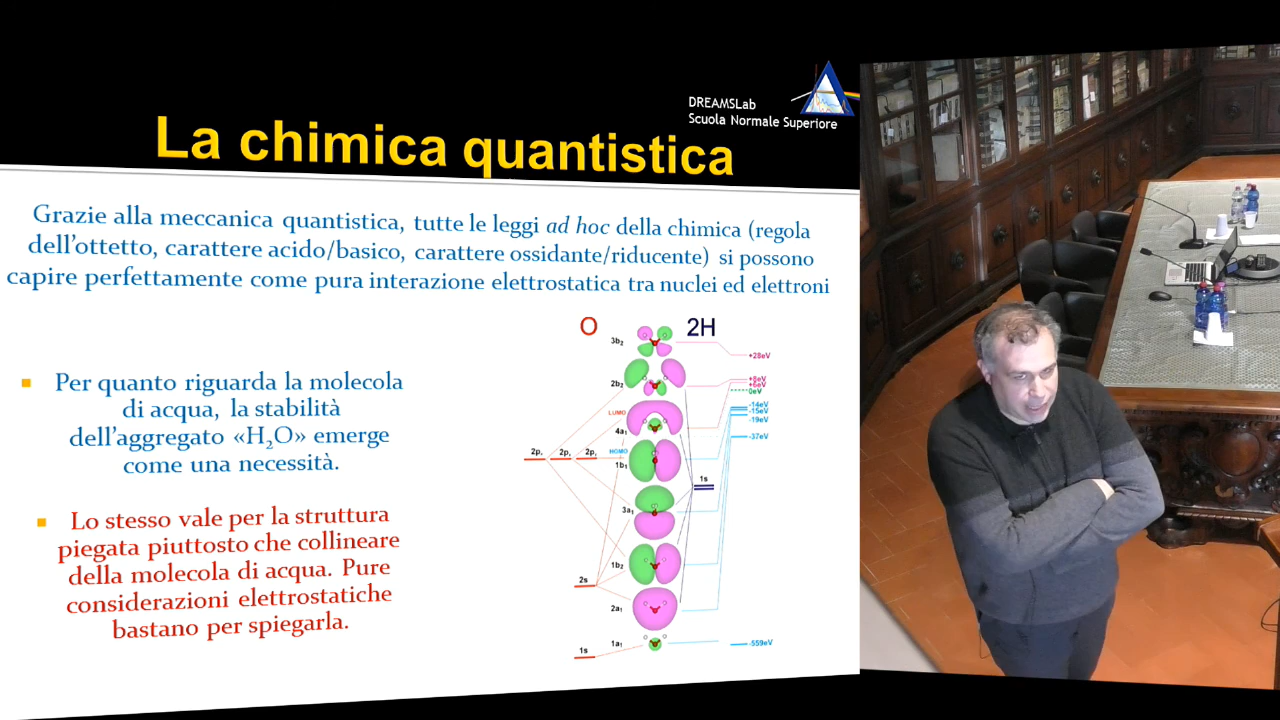 DREAMSLab
Scuola Normale Superiore
La chimica quantistica
Grazie alla meccanica quantistica, tutte le leggi ad hoc della chimica (regola
dell'ottetto, carattere acido/basico, carattere ossidante/riducente) si possono
capire perfettamente come pura interazione elettrostatica tra nuclei ed elettroni
Per quanto riguarda la molecola
di acqua, la stabilità
dell'aggregato «H₂O» emerge
come una necessità.
Lo stesso vale per la struttura
piegata piuttosto che collineare
della molecola di acqua. Pure
considerazioni elettrostatiche
bastano per spiegarla.
O 2H
3b₂
+28eV
2b₂
+8eV
+6eV
0eV
LUMO
-14eV
-15eV
-19eV
4a₁
-37eV
HOMO
1b₁
1s
3a₁
1b₂
2s
2a₁
1a₁
-559eV
1s